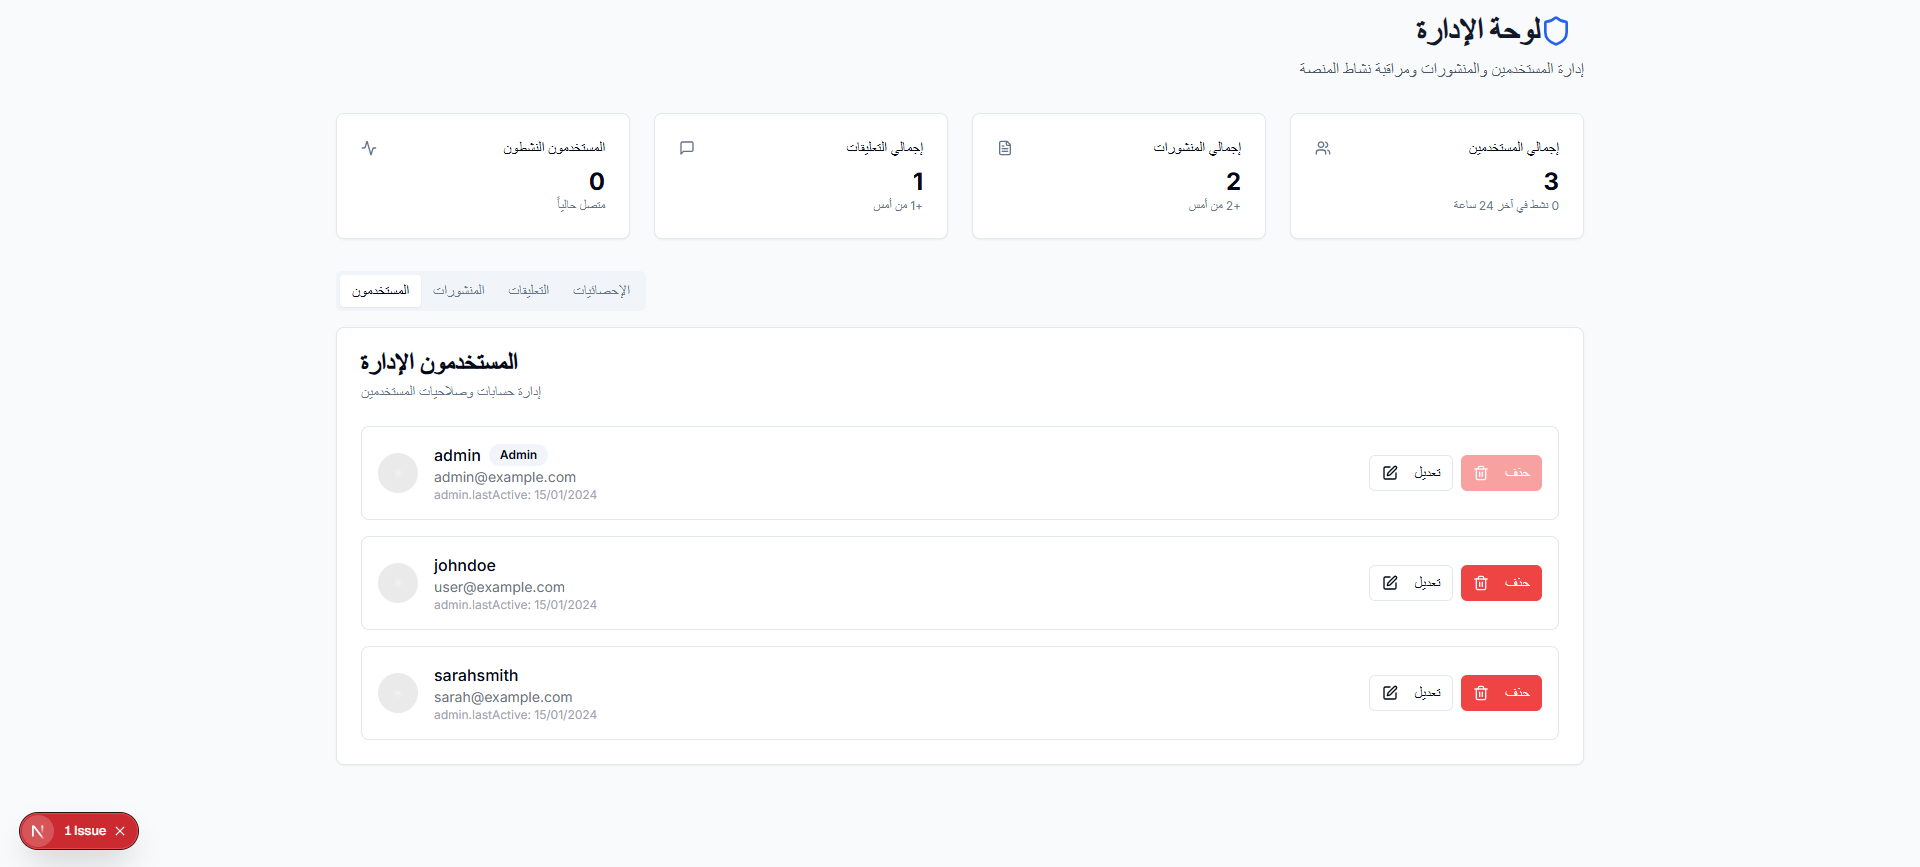 لوحة الإدارة
إدارة المستخدمين والمنشورات ومراقبة نشاط المنصة
إجمالي المستخدمين
3
0 نشط في آخر 24 ساعة
إجمالي المنشورات
2
+2 من أمس
إجمالي التعليقات
1
+1 من أمس
المستخدمون النشطون
0
متصل حالياً
المستخدمون المنشورات التعليقات الإحصائيات
المستخدمون الإدارة
إدارة حسابات وصلاحيات المستخدمين
admin Admin
admin@example.com
admin.lastActive: 15/01/2024
تعديل حذف
johndoe
user@example.com
admin.lastActive: 15/01/2024
تعديل حذف
sarahsmith
sarah@example.com
admin.lastActive: 15/01/2024
تعديل حذف
N 1 Issue